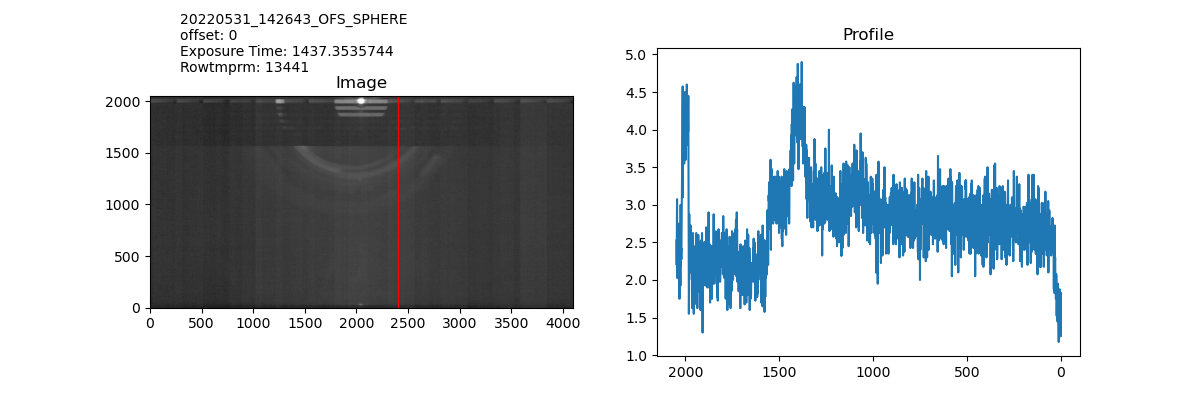 20220531_142643_OFS_SPHERE
offset: 0
Exposure Time: 1437.3535744
Rowtmprm: 13441
Image
2000
1500
1000
500
0
0 500 1000 1500 2000 2500 3000 3500 4000
Profile
5.0
4.5
4.0
3.5
3.0
2.5
2.0
1.5
1.0
2000 1500 1000 500 0